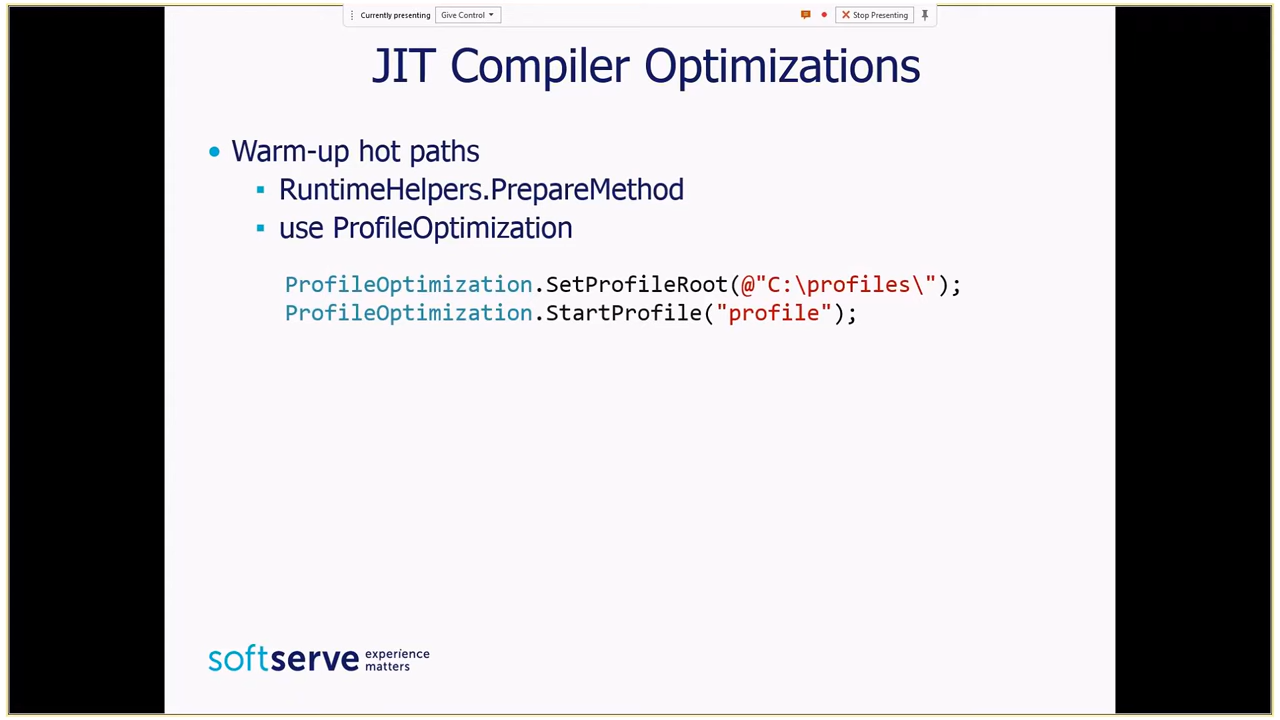 Currently presenting Give Control Stop Presenting
JIT Compiler Optimizations
Warm-up hot paths
RuntimeHelpers.PrepareMethod
use ProfileOptimization
ProfileOptimization.SetProfileRoot(@"C:\profiles\");
ProfileOptimization.StartProfile("profile");
softserve experience
matters